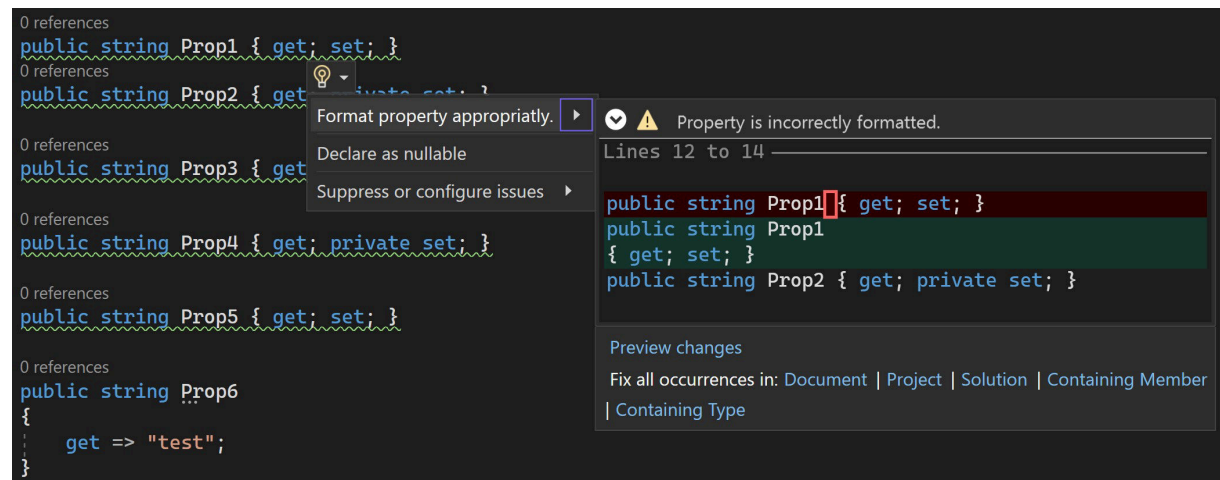 0 references
public string Prop1 { get; set; }
0 references
public string Prop2 { get; private set; }
0 references
public string Prop3 { get
0 references
public string Prop4 { get; private set; }
0 references
public string Prop5 { get; set; }
0 references
public string Prop6
{
get => "test";
}
Format property appropriatly.
Declare as nullable
Suppress or configure issues
Property is incorrectly formatted.
Lines 12 to 14
public string Prop1 { get; set; }
public string Prop1
{ get; set; }
public string Prop2 { get; private set; }
Preview changes
Fix all occurrences in: Document | Project | Solution | Containing Member
| Containing Type